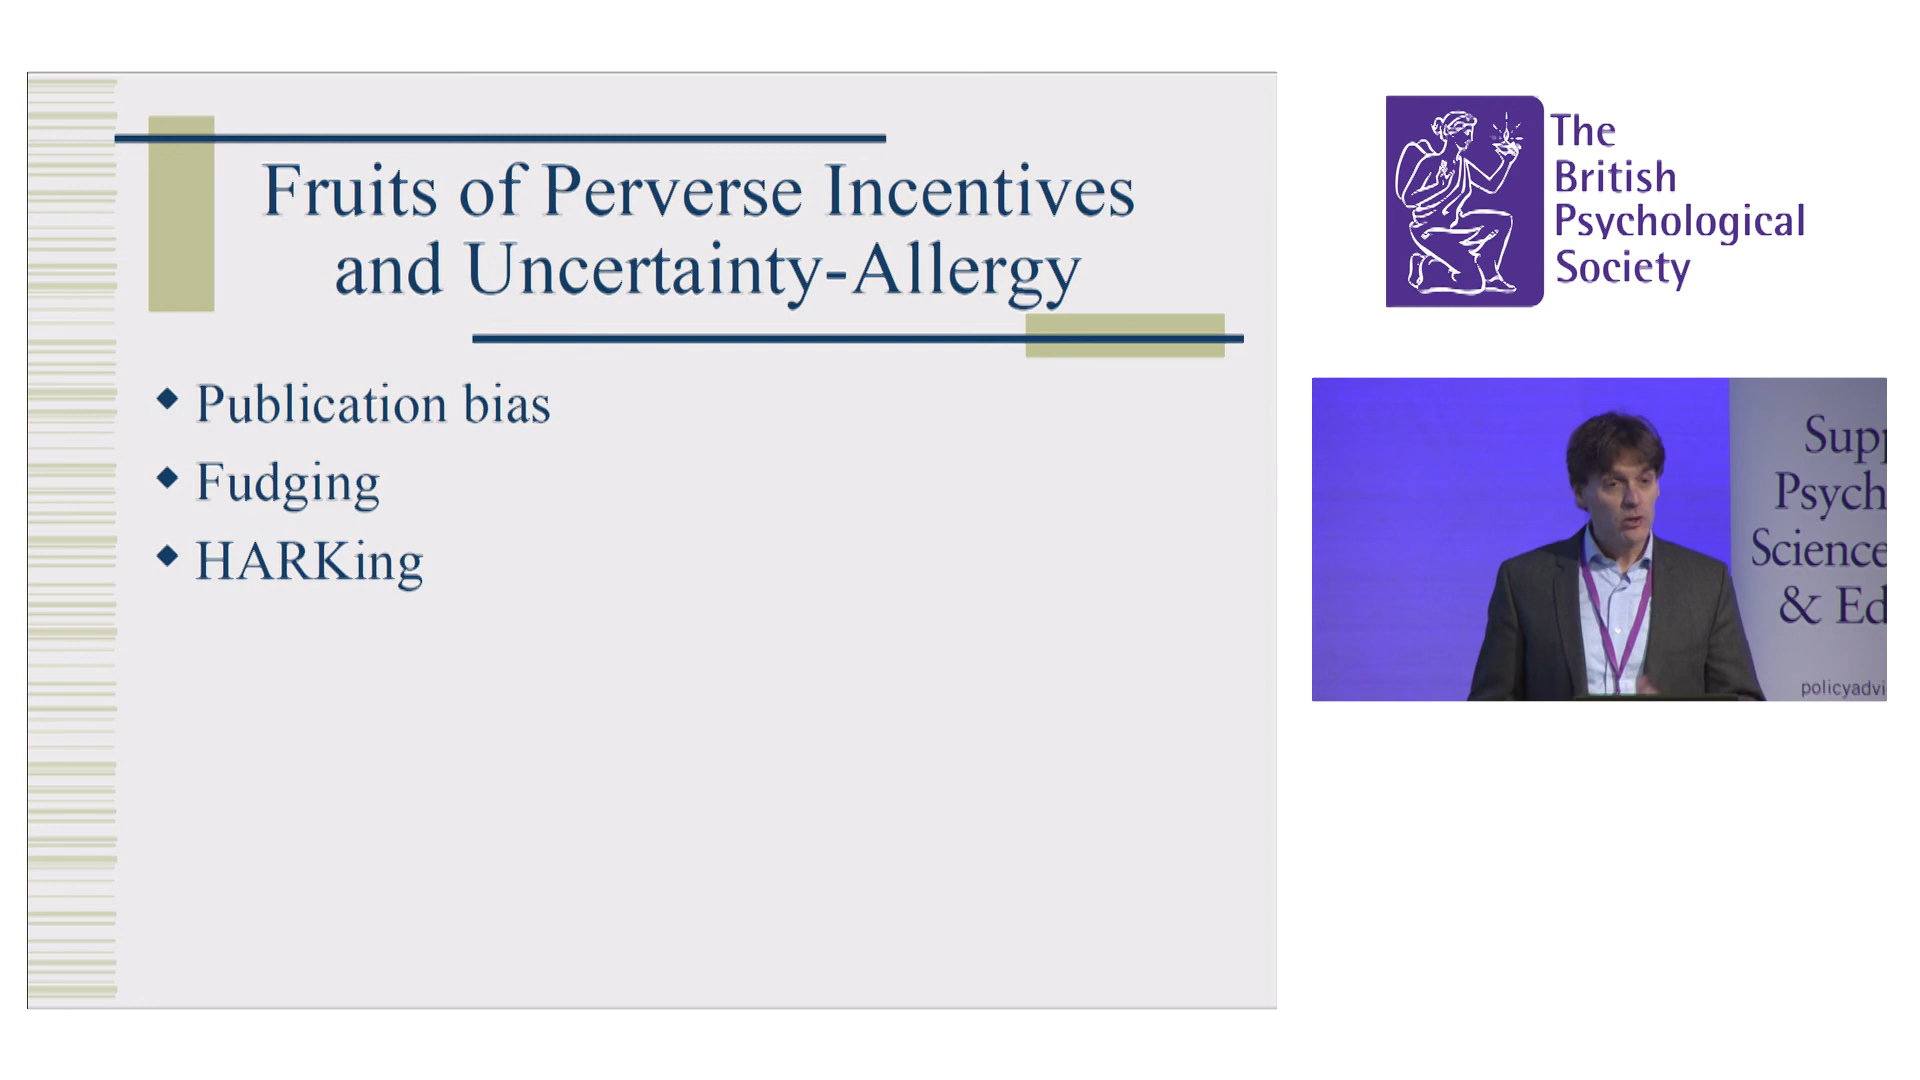 Fruits of Perverse Incentives
and Uncertainty-Allergy
Publication bias
Fudging
HARKing
The
British
Psychological
Society
Supp
Psych
Science
& Ed
policyadvi